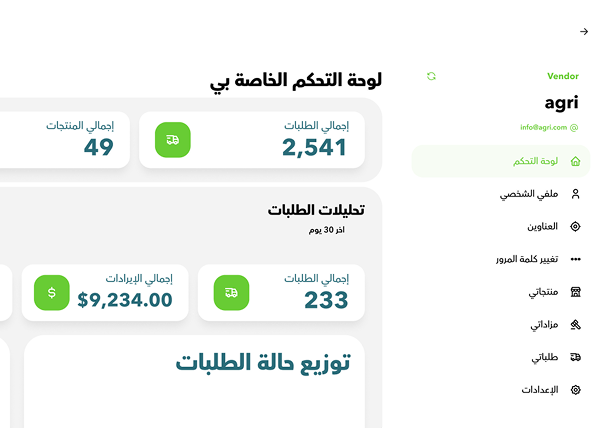 Vendor
agri
info@agri.com @
لوحة التحكم
ملفي الشخصي
العناوين
تغيير كلمة المرور
منتجاتي
مزاداتي
طلباتي
الإعدادات
لوحة التحكم الخاصة بي
إجمالي الطلبات
2,541
إجمالي المنتجات
49
تحليلات الطلبات
اخر 30 يوم
إجمالي الطلبات
233
إجمالي الإيرادات
$9,234.00
توزيع حالة الطلبات